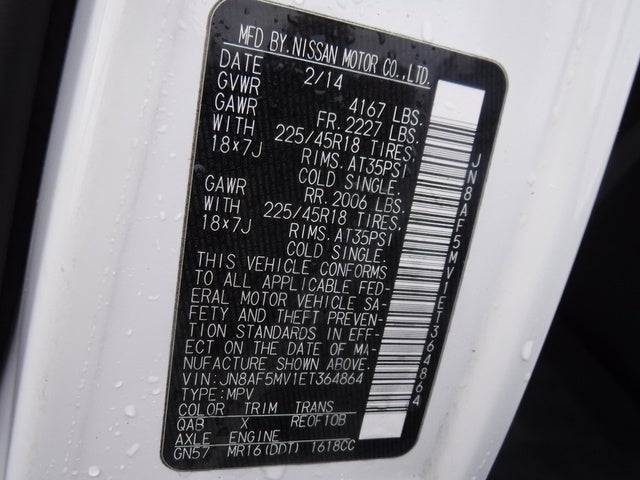 MFD BY. NISSAN MOTOR CO., LTD.
DATE 2/14
GVWR 4167 LBS.
GAWR FR. 2227 LBS.
WITH 225/45R18 TIRES
18x7J RIMS. AT35PSI
COLD SINGLE.
GAWR RR. 2006 LBS.
WITH 225/45R18 TIRES.
18x7J RIMS. AT35PSI
COLD SINGLE.
THIS VEHICLE CONFORMS
TO ALL APPLICABLE FED-
ERAL MOTOR VEHICLE SA-
FETY AND THEFT PREVEN-
TION STANDARDS IN EFF-
ECT ON THE DATE OF MA-
NUFACTURE SHOWN ABOVE.
VIN: JN8AF5MV1ET364864
TYPE: MPV
COLOR TRIM TRANS
QAB X RE0F10B
AXLE ENGINE
GN57 MR16(DDT) 1618CC
JN8AF5MV1ET364864